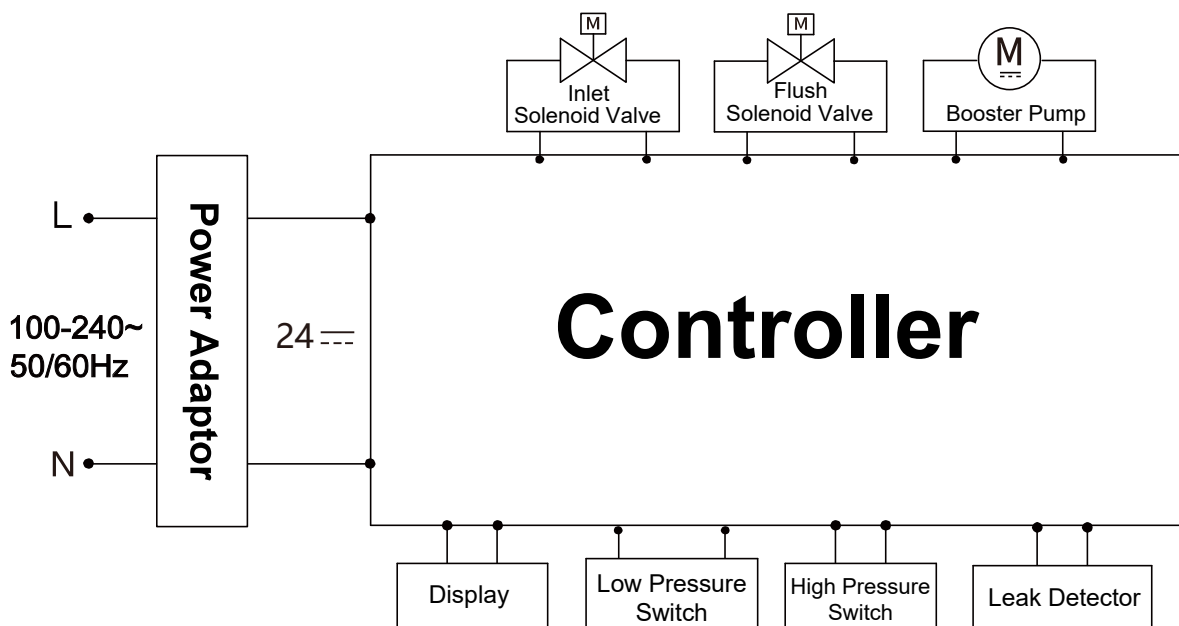 M
Inlet
Solenoid Valve
M
Flush
Solenoid Valve
M
Booster Pump
L
Power Adaptor
100-240~
50/60Hz
24
Controller
N
Display
Low Pressure
Switch
High Pressure
Switch
Leak Detector